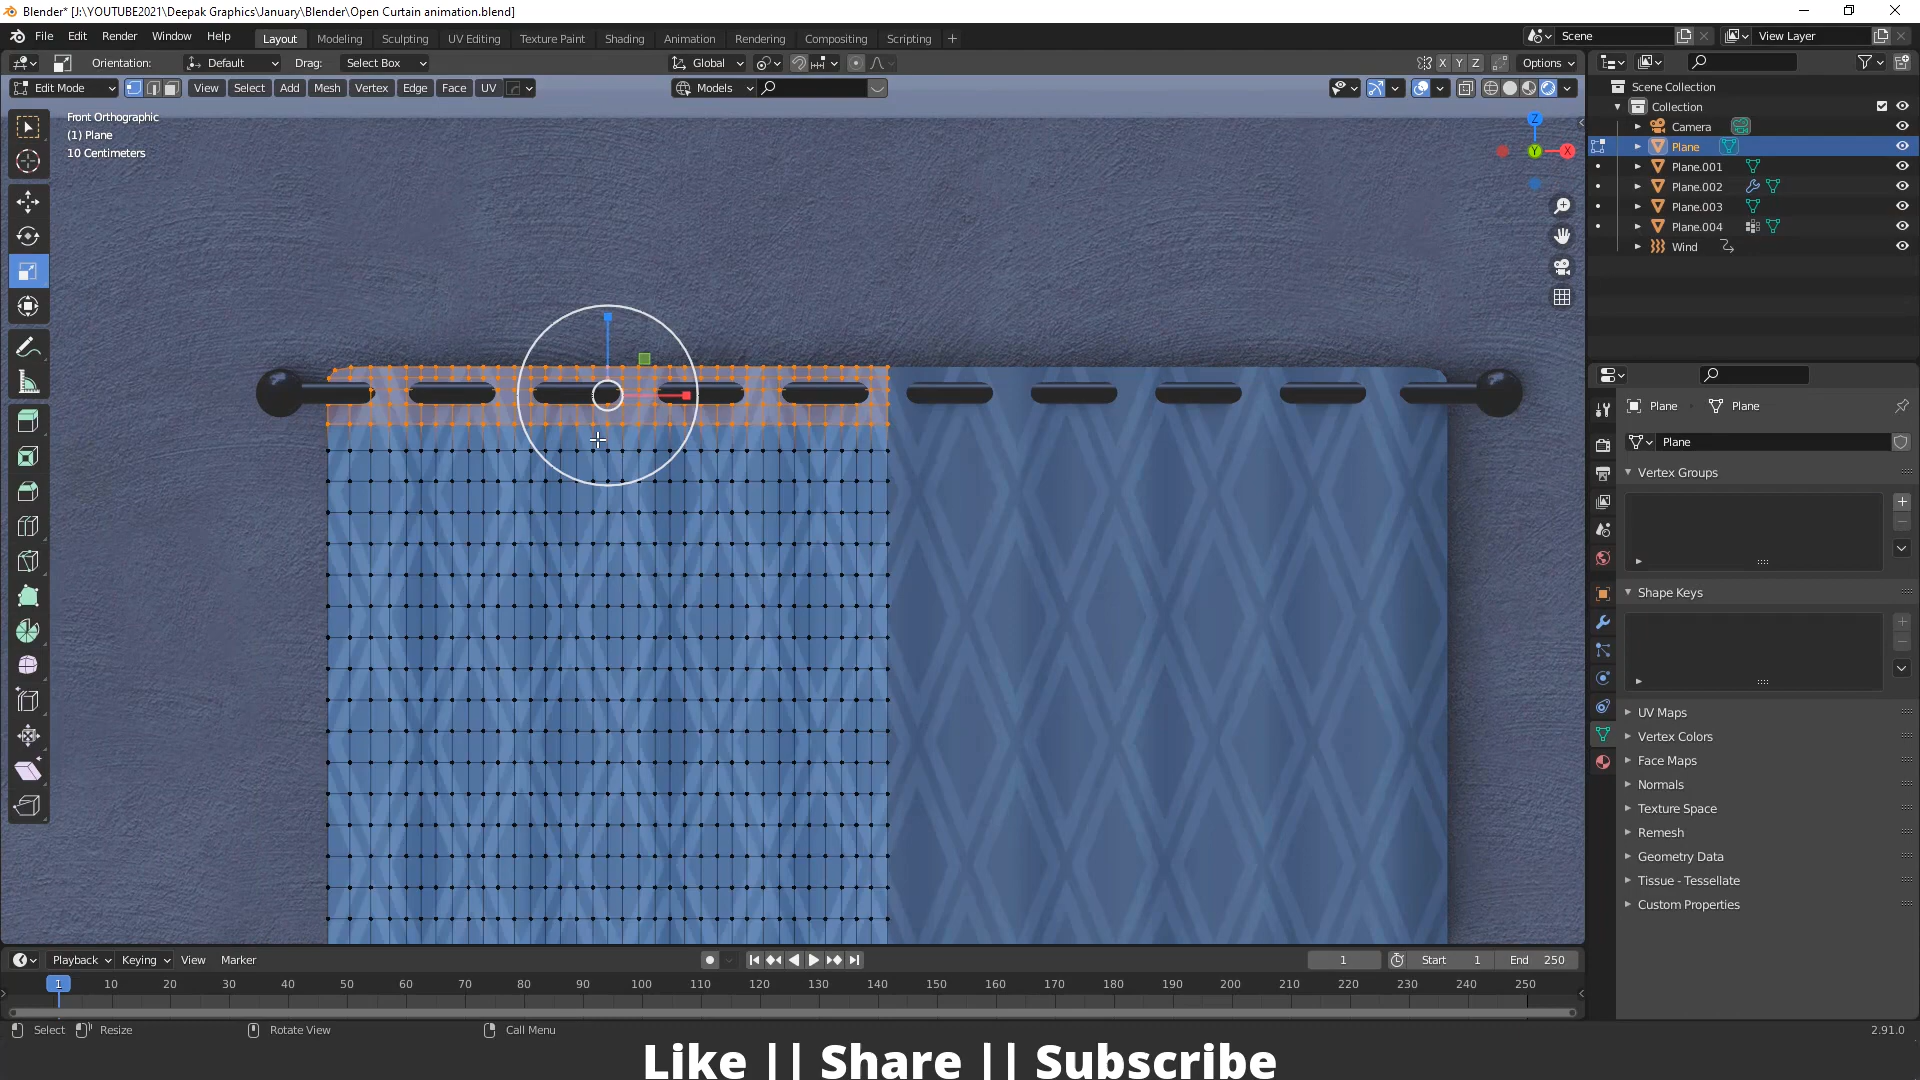 Blender* [J:\YOUTUBE2021\Deepak Graphics\January\Blender\Open Curtain animation.blend]
File Edit Render Window Help Layout Modeling Sculpting UV Editing Texture Paint Shading Animation Rendering Compositing Scripting + Scene View Layer
Orientation: Default Drag: Select Box Global X Y Z Options
Edit Mode View Select Add Mesh Vertex Edge Face UV Models
Front Orthographic
(1) Plane
10 Centimeters
Z
X
Y
Scene Collection
Collection
Camera
Plane
Plane.001
Plane.002
Plane.003
Plane.004
Wind
Plane Plane
Plane
Vertex Groups
Shape Keys
UV Maps
Vertex Colors
Face Maps
Normals
Texture Space
Remesh
Geometry Data
Tissue - Tessellate
Custom Properties
Playback Keying View Marker 1 Start 1 End 250
1 10 20 30 40 50 60 70 80 90 100 110 120 130 140 150 160 170 180 190 200 210 220 230 240 250
Select Resize Rotate View Call Menu 2.91.0
Like || Share || Subscribe